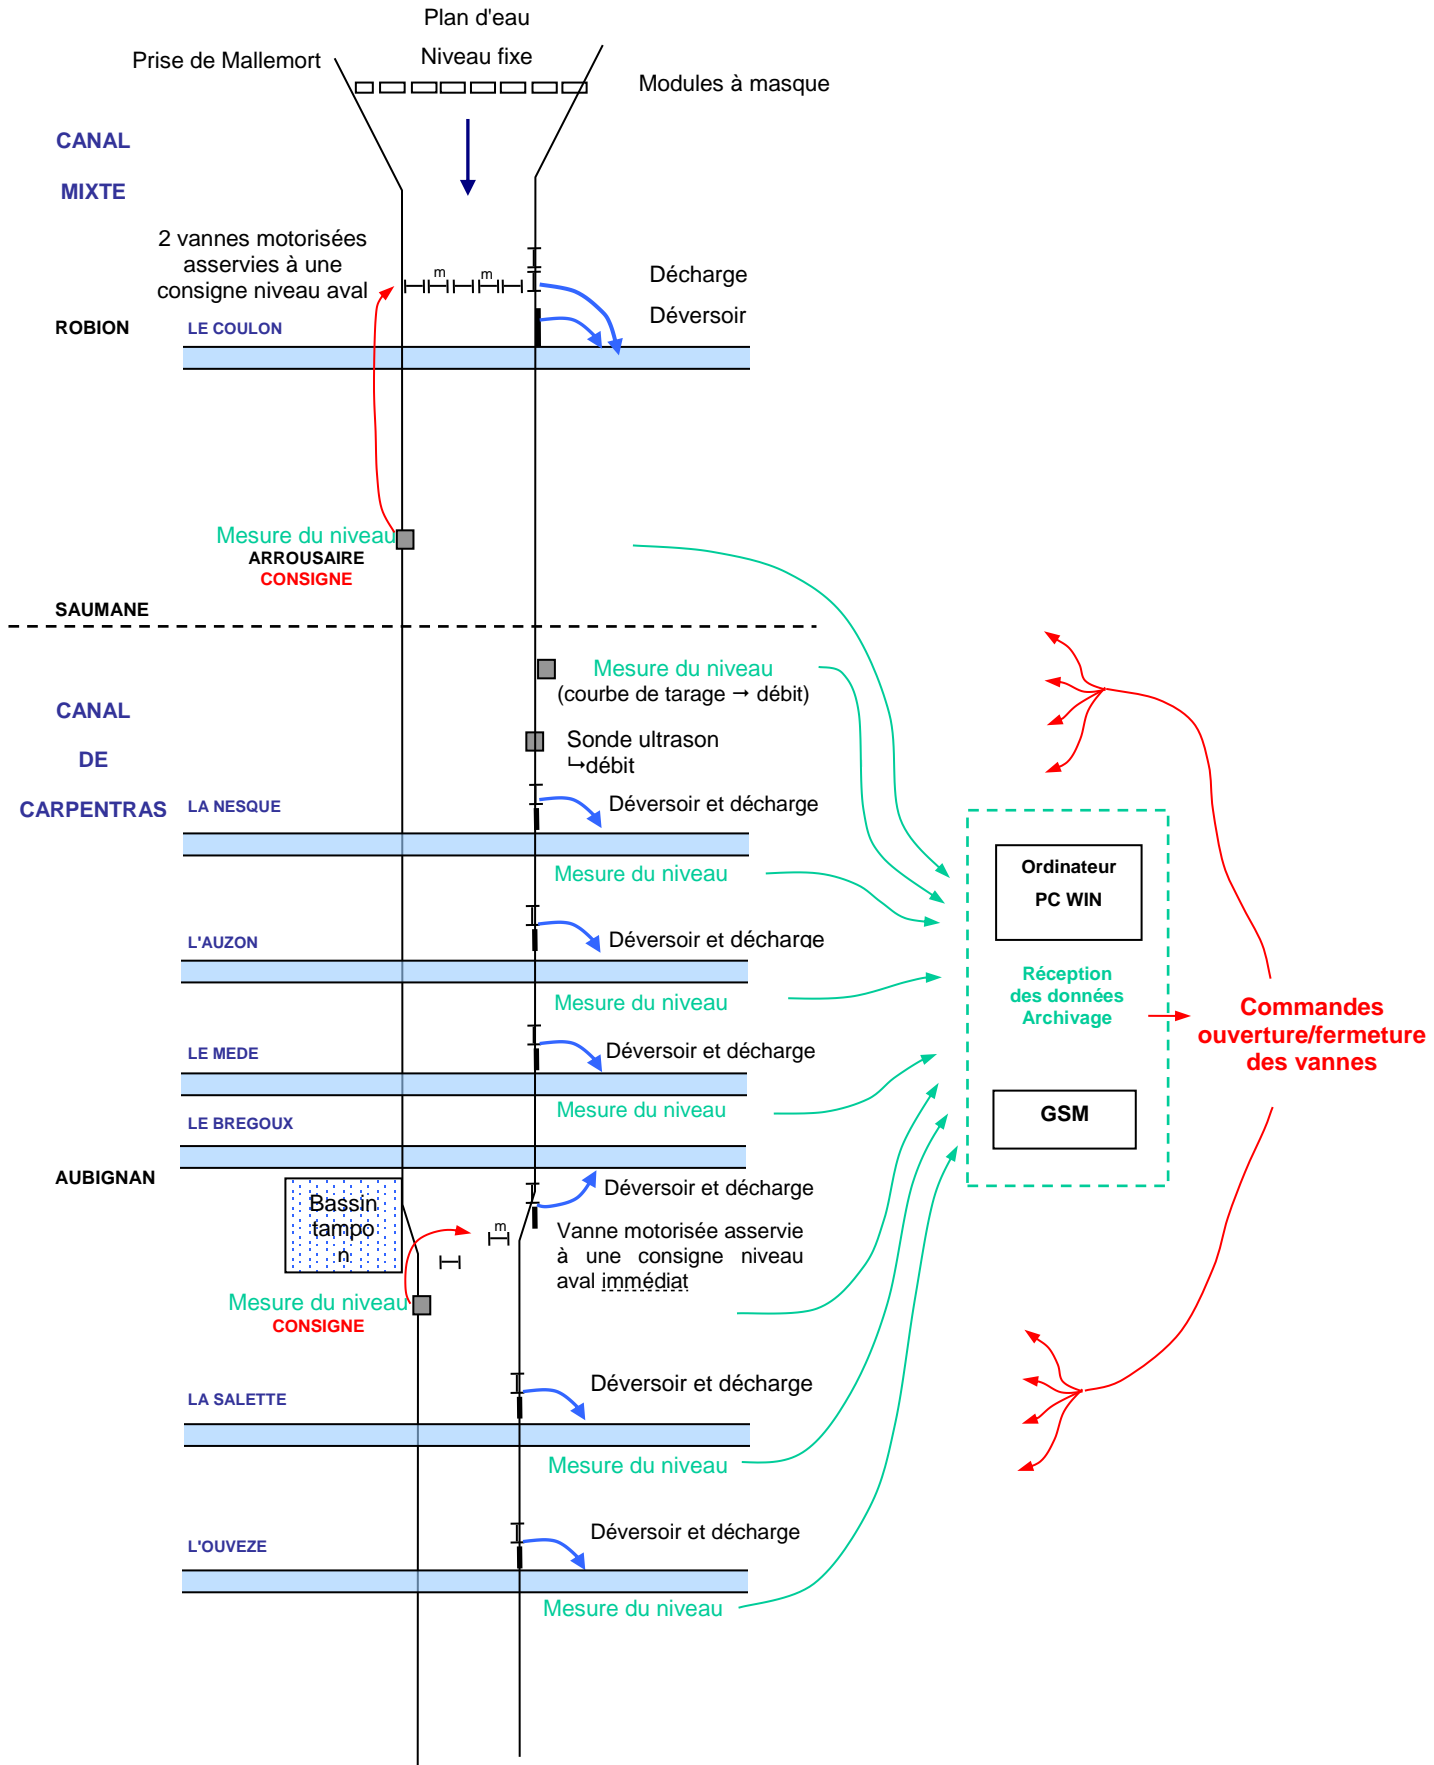 Plan d'eau
Niveau fixe
Prise de Mallemort
Modules à masque
CANAL
MIXTE
2 vannes motorisées
asservies à une
consigne niveau aval
m
m
Décharge
Déversoir
ROBION
LE COULON
Mesure du niveau
ARROUSAIRE
CONSIGNE
SAUMANE
Mesure du niveau
(courbe de tarage → débit)
CANAL
DE
CARPENTRAS
Sonde ultrason
↳débit
LA NESQUE
Déversoir et décharge
Mesure du niveau
L'AUZON
Déversoir et décharge
Mesure du niveau
LE MEDE
Déversoir et décharge
Mesure du niveau
LE BREGOUX
AUBIGNAN
Bassin
tampo
n
Déversoir et décharge
m
Vanne motorisée asservie
à une consigne niveau
aval immédiat
Mesure du niveau
CONSIGNE
LA SALETTE
Déversoir et décharge
Mesure du niveau
L'OUVEZE
Déversoir et décharge
Mesure du niveau
Ordinateur
PC WIN
Réception
des données
Archivage
GSM
Commandes
ouverture/fermeture
des vannes